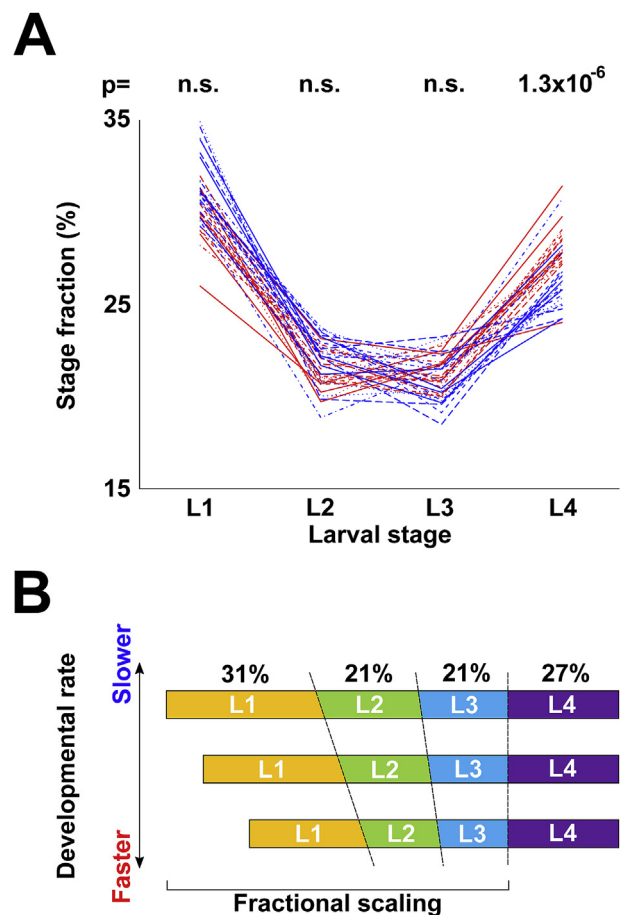 A
p= n.s. n.s. n.s. 1.3x10⁻⁶
35
25
15
Stage fraction (%)
L1 L2 L3 L4
Larval stage
B
Developmental rate
Slower
Faster
31% 21% 21% 27%
L1 L2 L3 L4
L1 L2 L3 L4
L1 L2 L3 L4
Fractional scaling